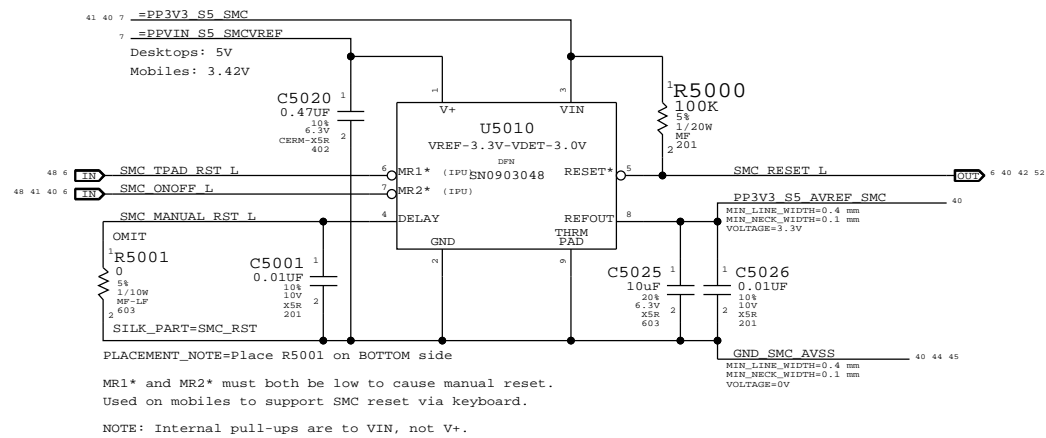 41 40 7 =PP3V3_S5_SMC
7 =PPVIN_S5_SMCVREF
Desktops: 5V
Mobiles: 3.42V
C5020
0.47UF
10%
6.3V
CERM-X5R
402
1
2
1
V+
3
VIN
U5010
VREF-3.3V-VDET-3.0V
DFN
SN0903048
1
R5000
100K
5%
1/20W
MF
201
2
48 6 IN SMC_TPAD_RST_L
6
MR1* (IPU)
RESET*
5
SMC_RESET_L
OUT 6 40 42 52
48 41 40 6 IN SMC_ONOFF_L
7
MR2* (IPU)
SMC_MANUAL_RST_L
4
DELAY
REFOUT
8
PP3V3_S5_AVREF_SMC
40
MIN_LINE_WIDTH=0.4 mm
MIN_NECK_WIDTH=0.1 mm
VOLTAGE=3.3V
GND
2
THRM
PAD
9
OMIT
1
R5001
0
5%
1/10W
MF-LF
603
2
SILK_PART=SMC_RST
C5001
0.01UF
10%
10V
X5R
201
1
2
C5025
10uF
20%
6.3V
X5R
603
1
2
1
2
C5026
0.01UF
10%
10V
X5R
201
PLACEMENT_NOTE=Place R5001 on BOTTOM side
GND_SMC_AVSS
40 44 45
MIN_LINE_WIDTH=0.4 mm
MIN_NECK_WIDTH=0.1 mm
VOLTAGE=0V
MR1* and MR2* must both be low to cause manual reset.
Used on mobiles to support SMC reset via keyboard.
NOTE: Internal pull-ups are to VIN, not V+.